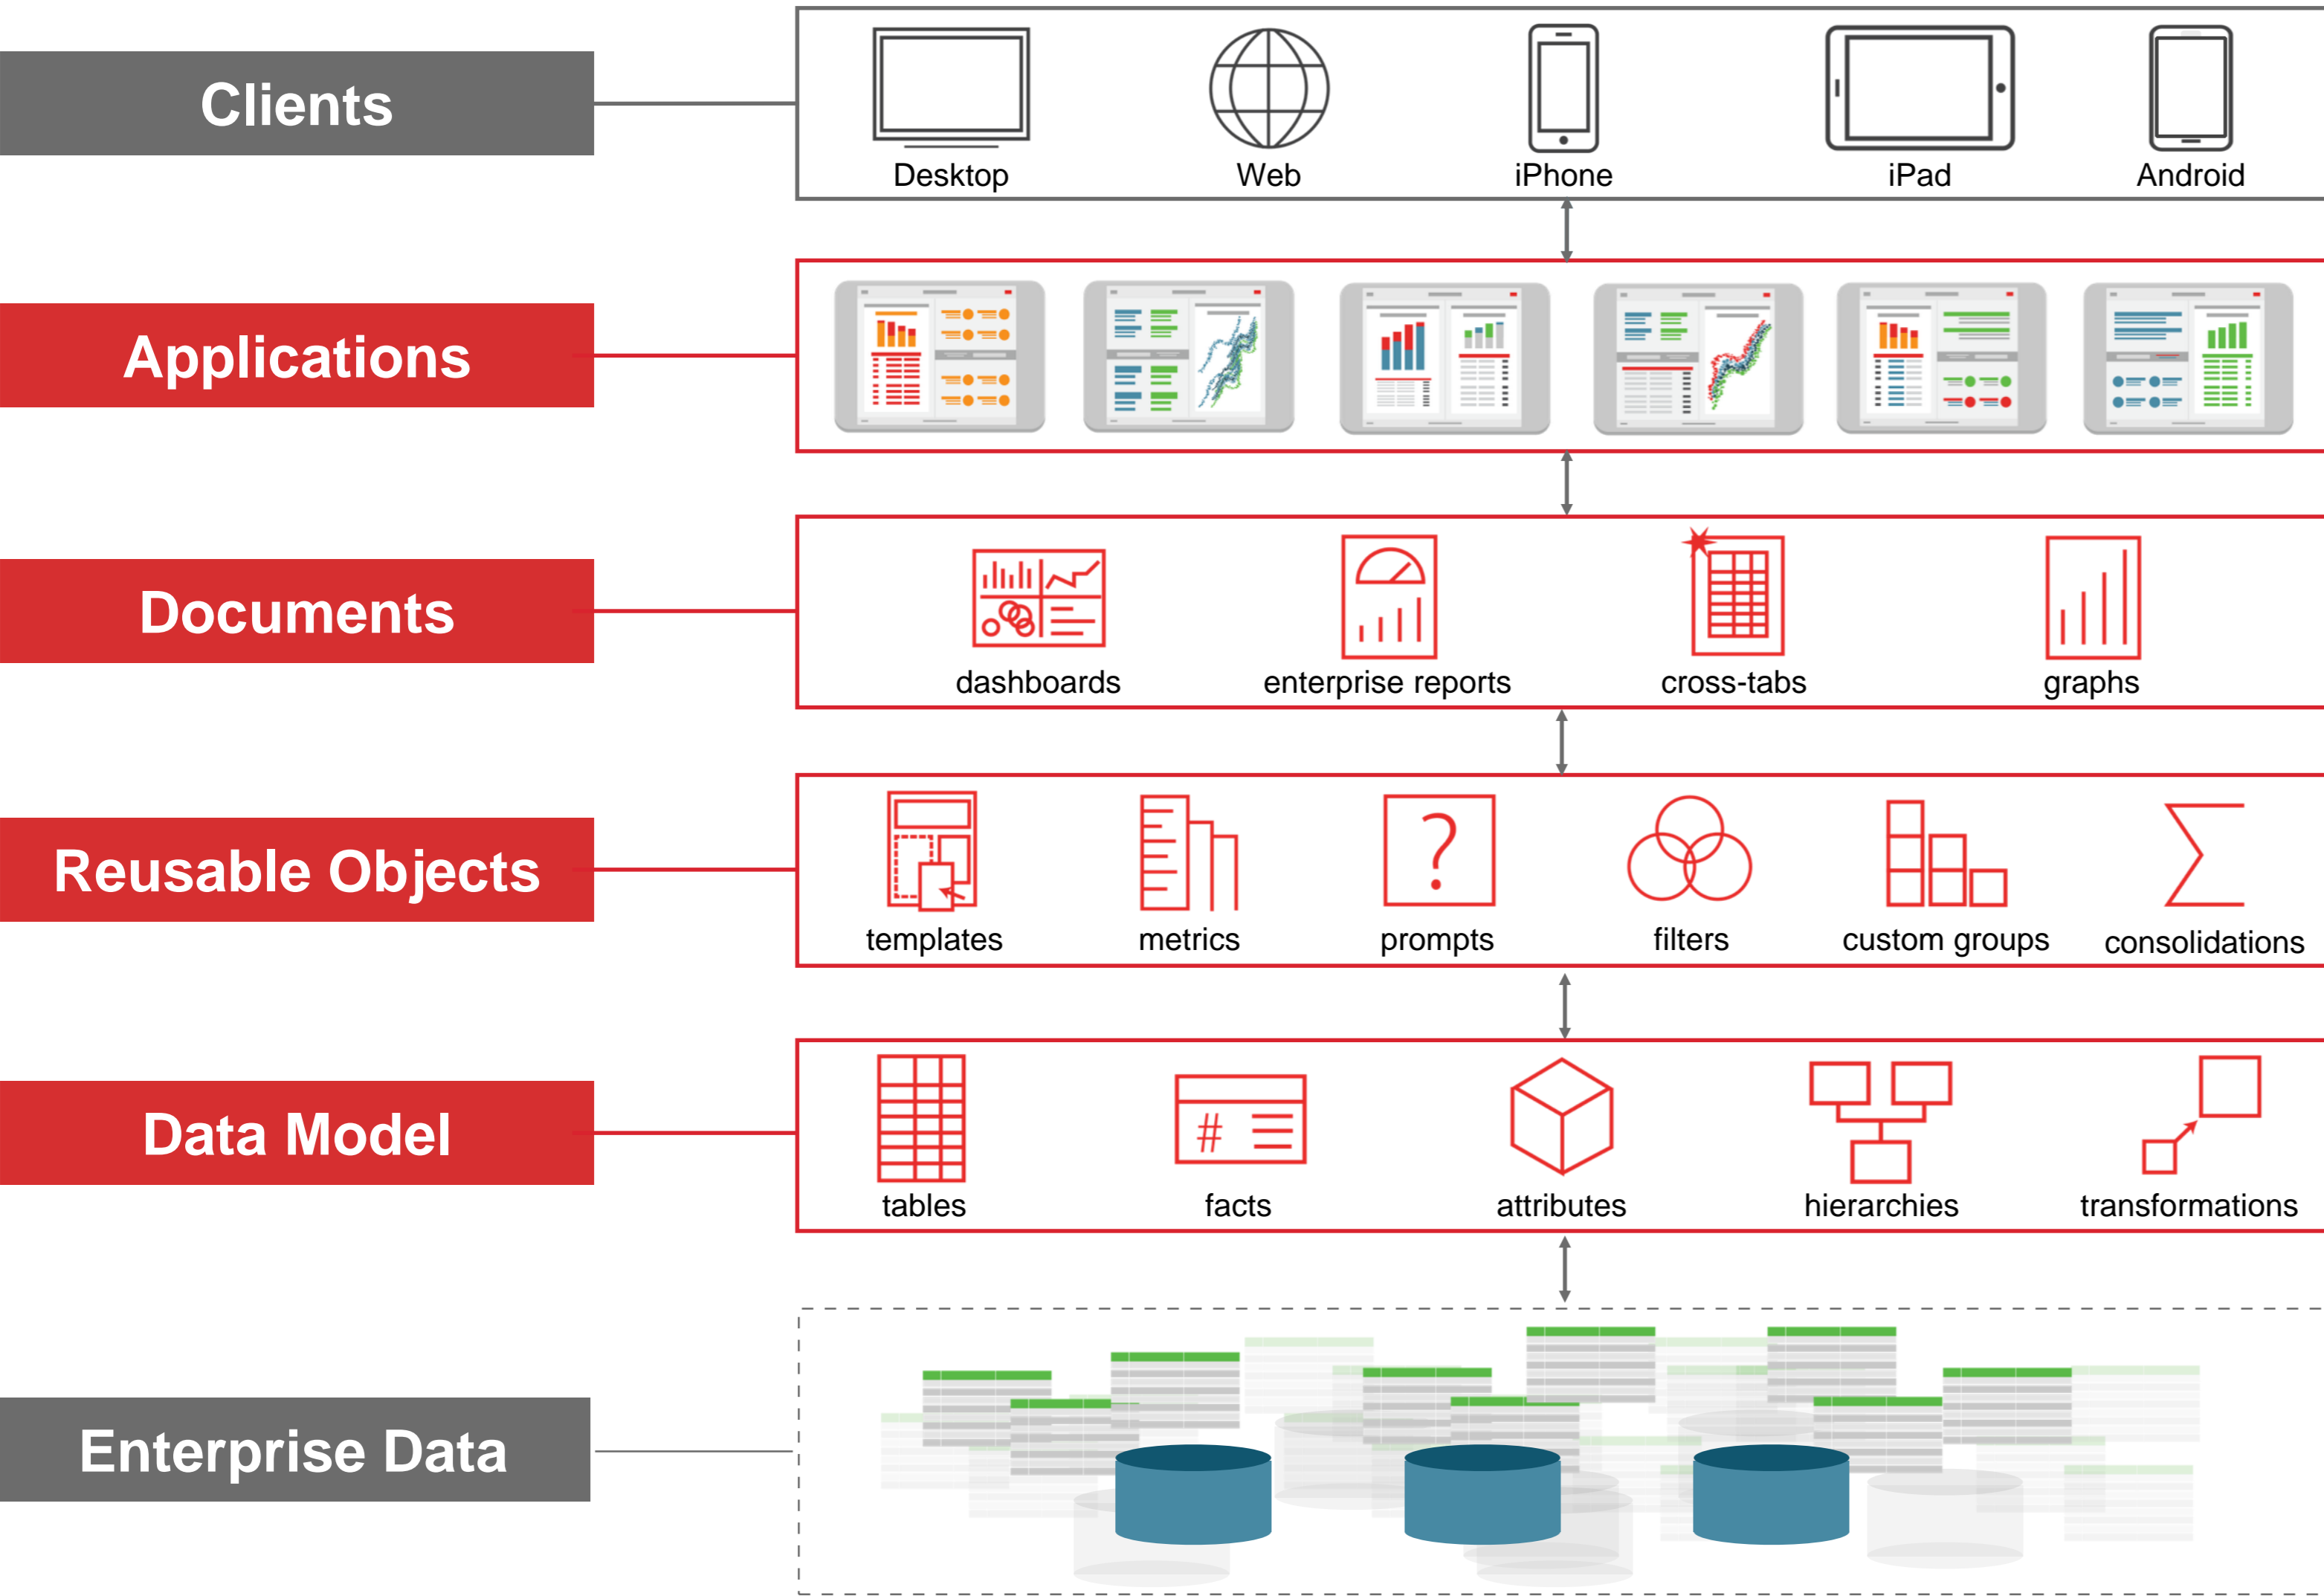 Clients
Desktop
Web
iPhone
iPad
Android
Applications
Documents
dashboards
enterprise reports
cross-tabs
graphs
Reusable Objects
?
templates
metrics
prompts
filters
custom groups
consolidations
Data Model
#
tables
facts
attributes
hierarchies
transformations
Enterprise Data